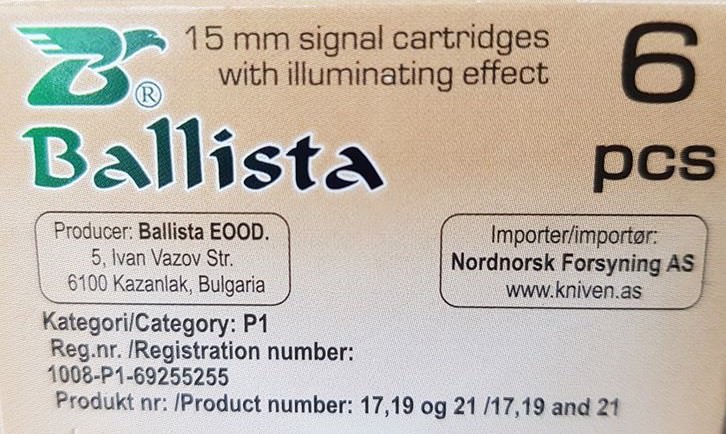 15 mm signal cartridges
with illuminating effect
6
pcs
®
Ballista
Producer: Ballista EOOD.
5, Ivan Vazov Str.
6100 Kazanlak, Bulgaria
Importer/importør:
Nordnorsk Forsyning AS
www.kniven.as
Kategori/Category: P1
Reg.nr. /Registration number:
1008-P1-69255255
Produkt nr: /Product number: 17,19 og 21 /17,19 and 21